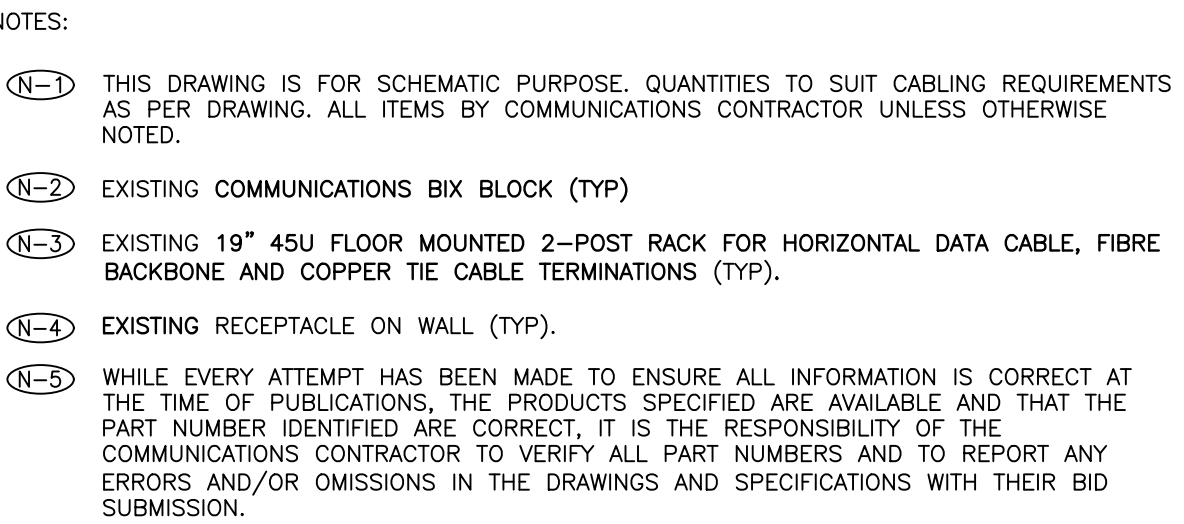 NOTES:
N-1 THIS DRAWING IS FOR SCHEMATIC PURPOSE. QUANTITIES TO SUIT CABLING REQUIREMENTS
AS PER DRAWING. ALL ITEMS BY COMMUNICATIONS CONTRACTOR UNLESS OTHERWISE
NOTED.
N-2 EXISTING COMMUNICATIONS BIX BLOCK (TYP)
N-3 EXISTING 19" 45U FLOOR MOUNTED 2-POST RACK FOR HORIZONTAL DATA CABLE, FIBRE
BACKBONE AND COPPER TIE CABLE TERMINATIONS (TYP).
N-4 EXISTING RECEPTACLE ON WALL (TYP).
N-5 WHILE EVERY ATTEMPT HAS BEEN MADE TO ENSURE ALL INFORMATION IS CORRECT AT
THE TIME OF PUBLICATIONS, THE PRODUCTS SPECIFIED ARE AVAILABLE AND THAT THE
PART NUMBER IDENTIFIED ARE CORRECT, IT IS THE RESPONSIBILITY OF THE
COMMUNICATIONS CONTRACTOR TO VERIFY ALL PART NUMBERS AND TO REPORT ANY
ERRORS AND/OR OMISSIONS IN THE DRAWINGS AND SPECIFICATIONS WITH THEIR BID
SUBMISSION.